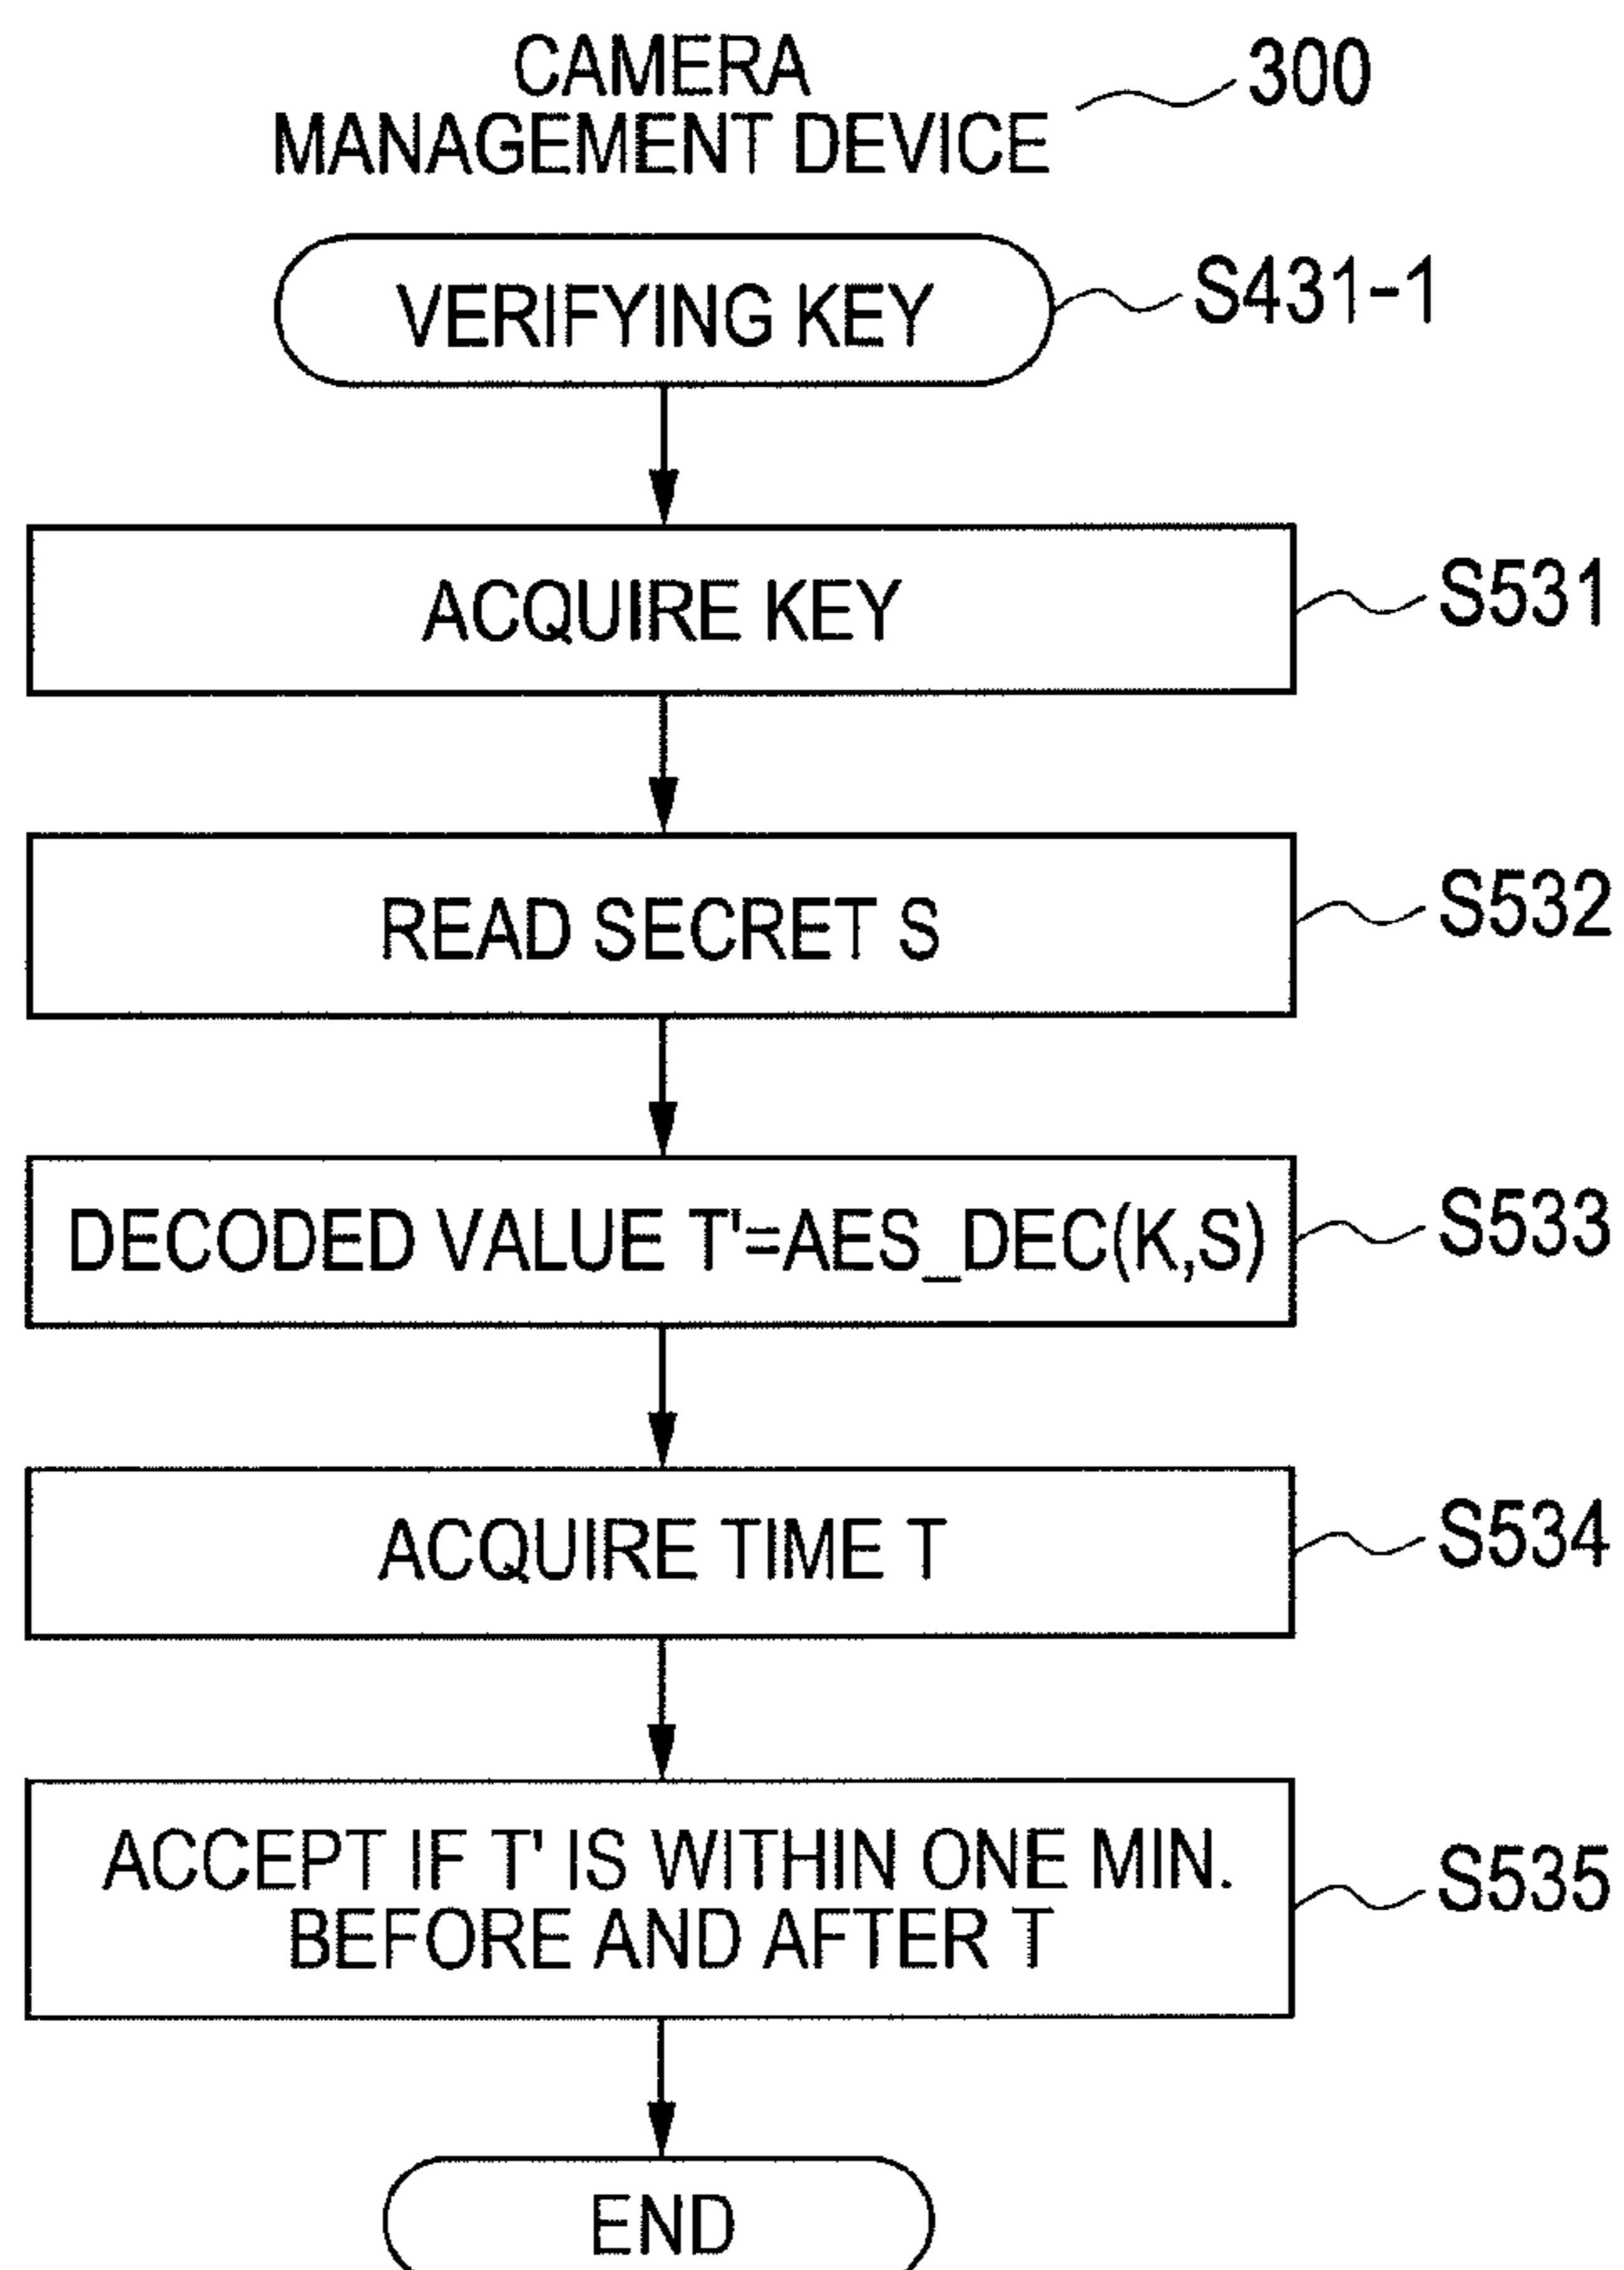 CAMERA
MANAGEMENT DEVICE
300
VERIFYING KEY
S431-1
ACQUIRE KEY
S531
READ SECRET S
S532
DECODED VALUE T'=AES_DEC(K,S)
S533
ACQUIRE TIME T
S534
ACCEPT IF T' IS WITHIN ONE MIN.
BEFORE AND AFTER T
S535
END